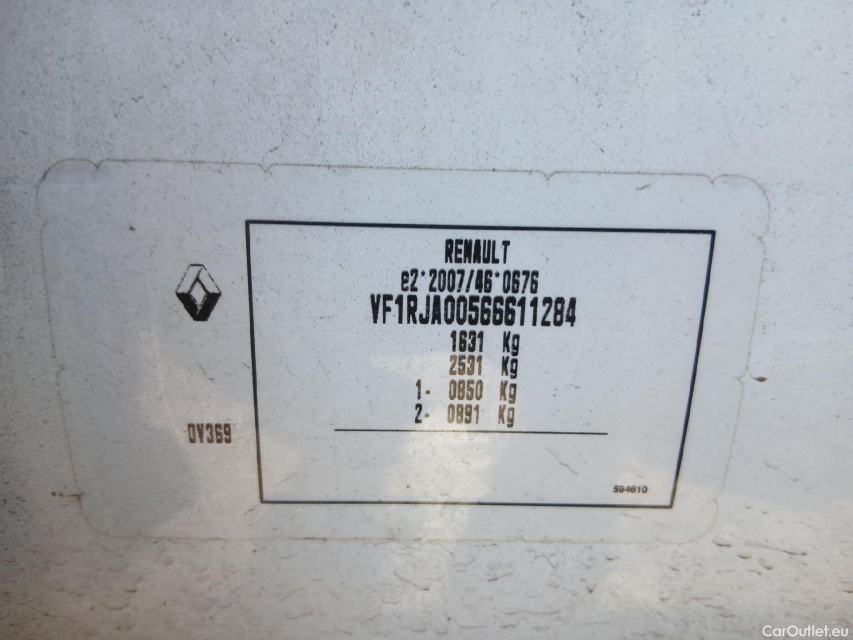 RENAULT
e2*2007/46*0676
VF1RJA00566611284
1631 Kg
2531 Kg
1- 0850 Kg
2- 0891 Kg
0V369
594610
CarOutlet.eu